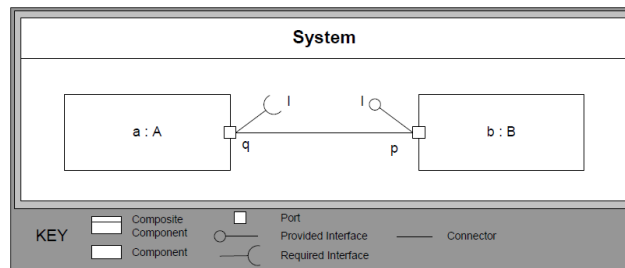 System
I
I
a : A
b : B
q
p
KEY
Composite
Component
Component
Port
Provided Interface
Required Interface
Connector